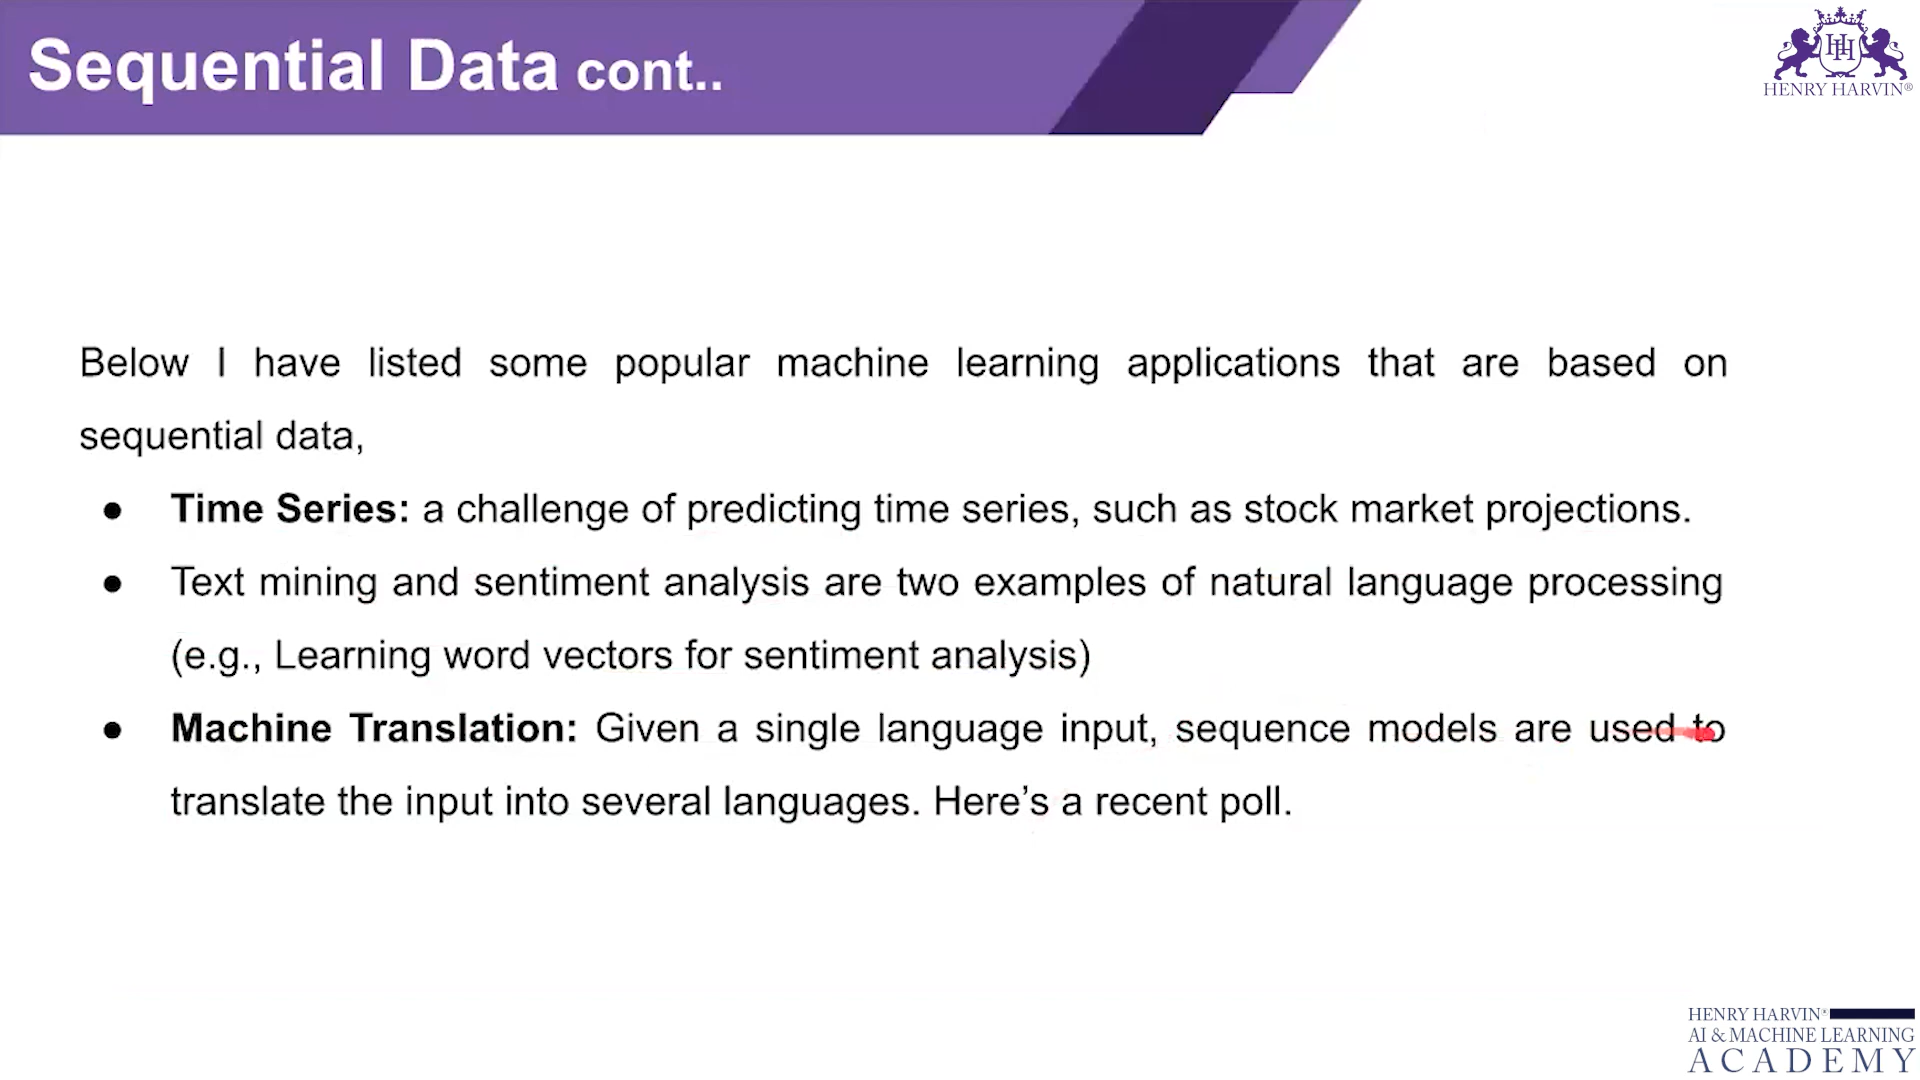 Sequential Data cont..
HENRY HARVIN®
Below I have listed some popular machine learning applications that are based on
sequential data,
● Time Series: a challenge of predicting time series, such as stock market projections.
● Text mining and sentiment analysis are two examples of natural language processing
(e.g., Learning word vectors for sentiment analysis)
● Machine Translation: Given a single language input, sequence models are used to
translate the input into several languages. Here’s a recent poll.
HENRY HARVIN®
AI & MACHINE LEARNING
ACADEMY